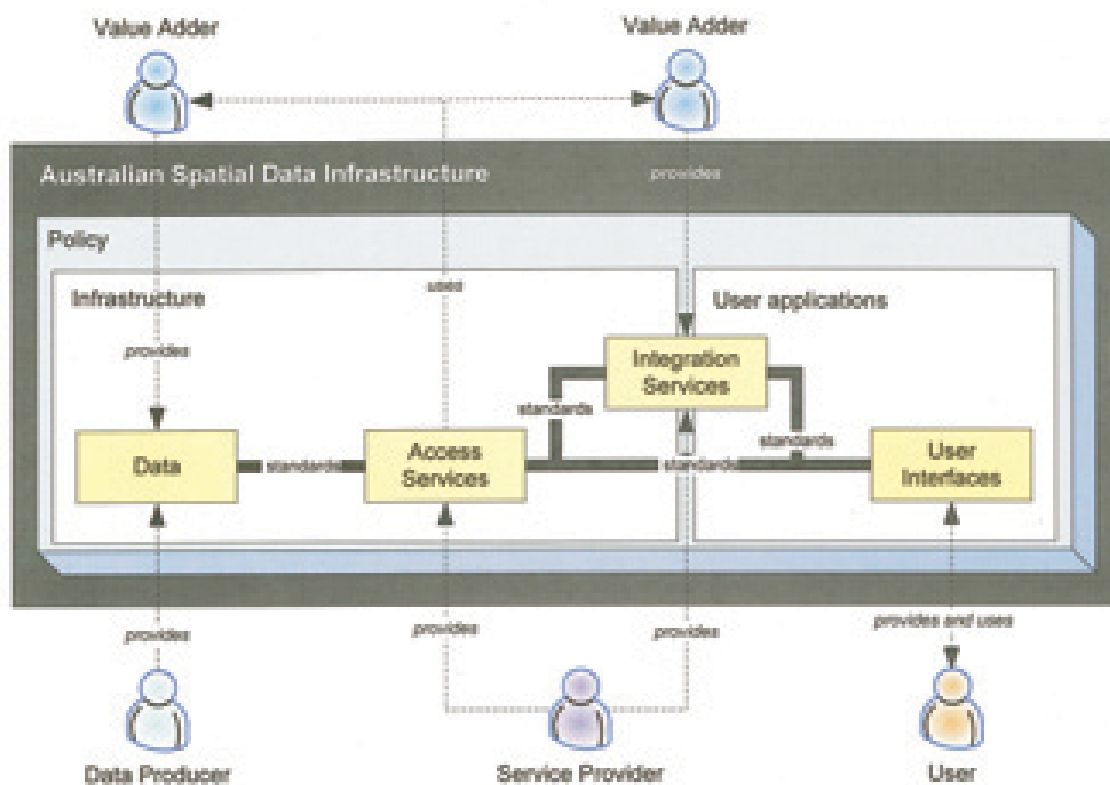 Value Adder
Value Adder
Australian Spatial Data Infrastructure
provides
Policy
Infrastructure
used
User applications
provides
Integration
Services
standards
standards
Data
standards
Access
Services
standards
User
Interfaces
provides
provides
provides
provides and uses
Data Producer
Service Provider
User